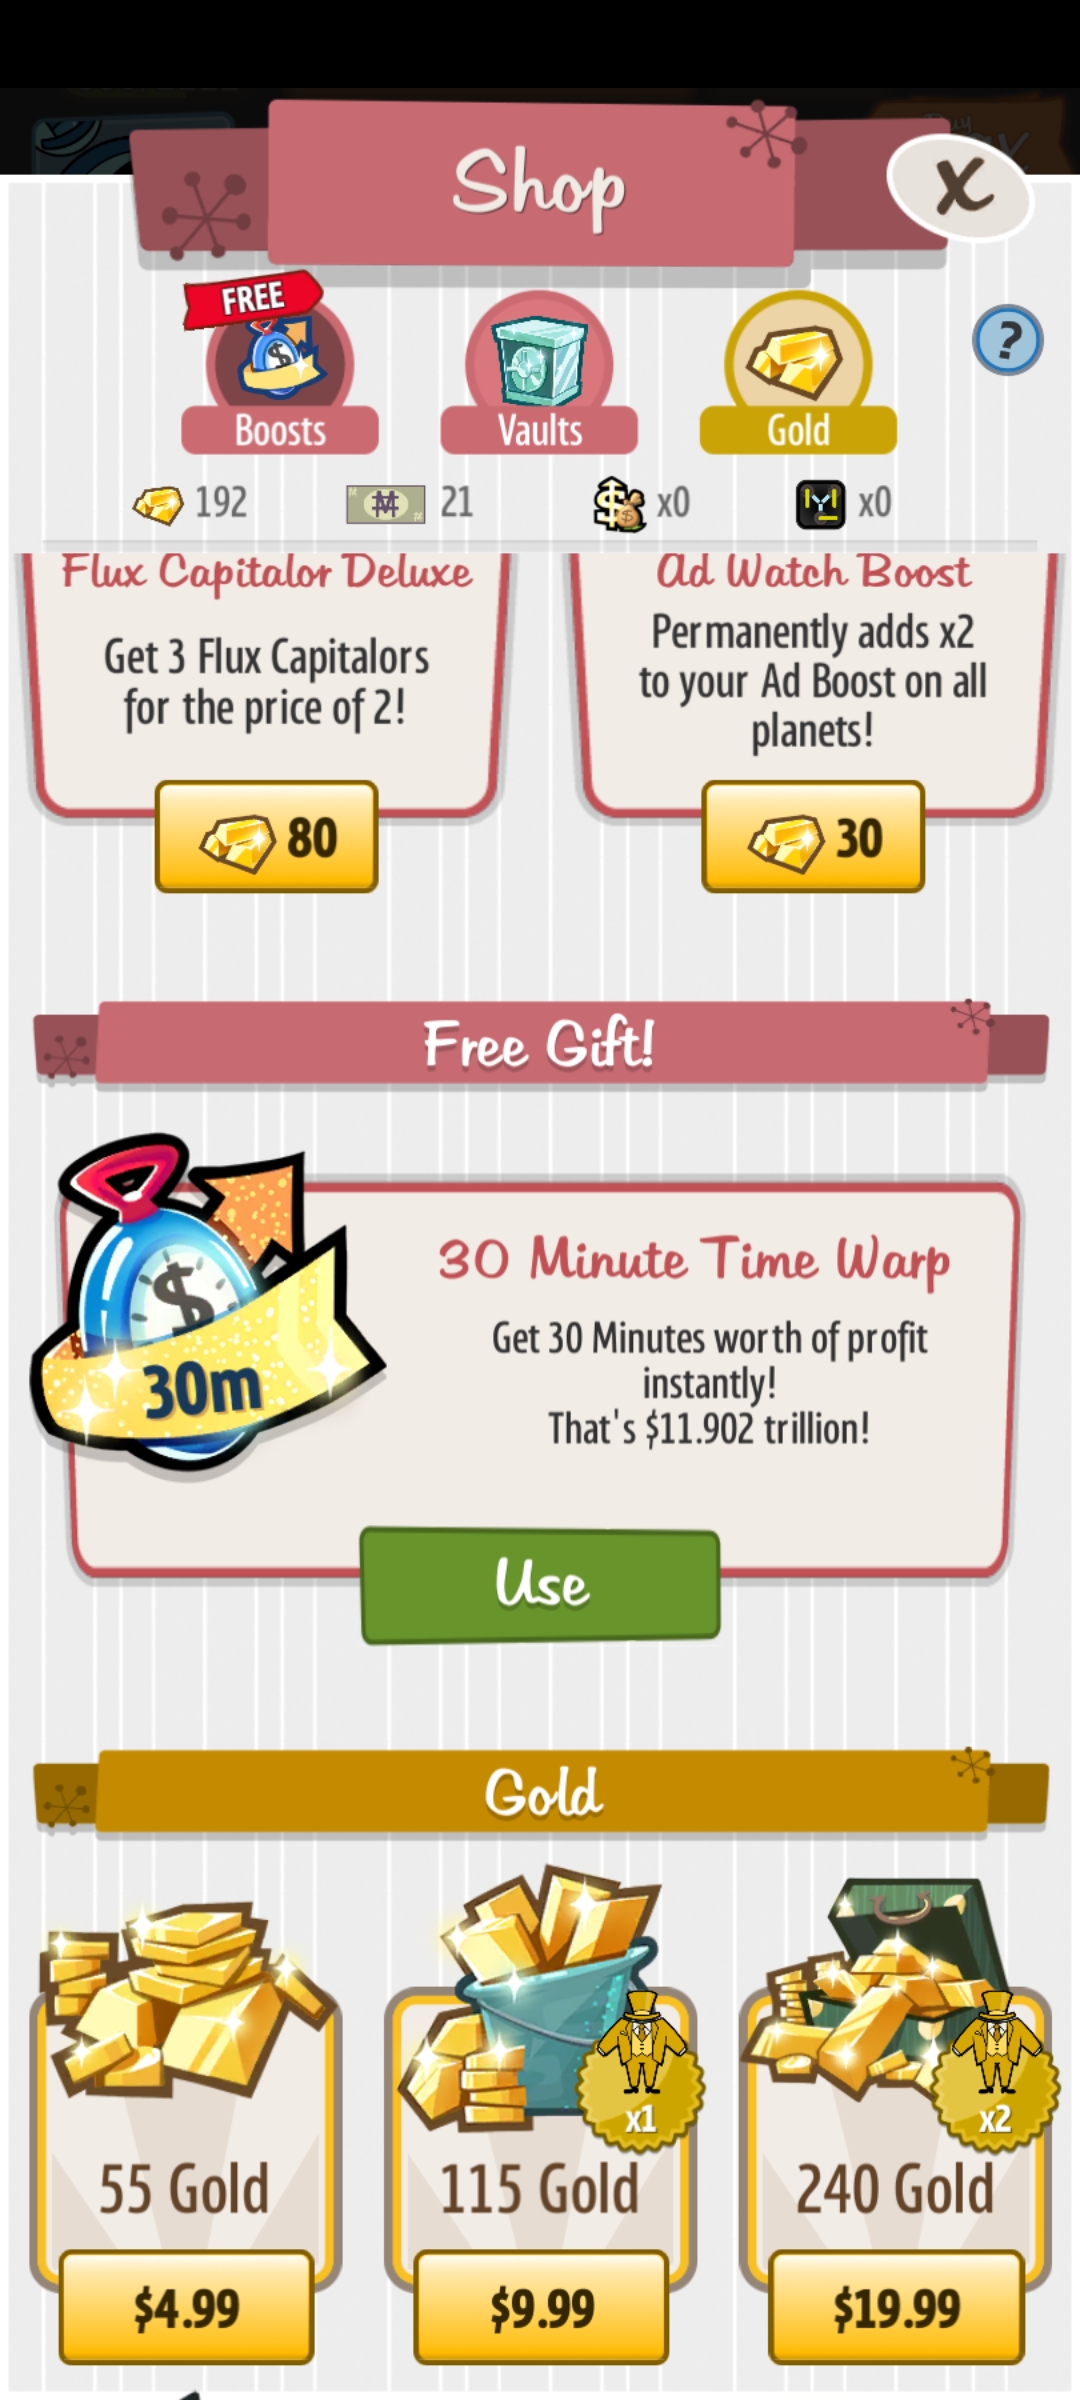 Shop
X
FREE
?
Boosts
Vaults
Gold
192
21
x0
x0
Flux Capitalor Deluxe
Get 3 Flux Capitalors
for the price of 2!
80
Ad Watch Boost
Permanently adds x2
to your Ad Boost on all
planets!
30
Free Gift!
30m
30 Minute Time Warp
Get 30 Minutes worth of profit
instantly!
That's $11.902 trillion!
Use
Gold
x1
x2
55 Gold
115 Gold
240 Gold
$4.99
$9.99
$19.99